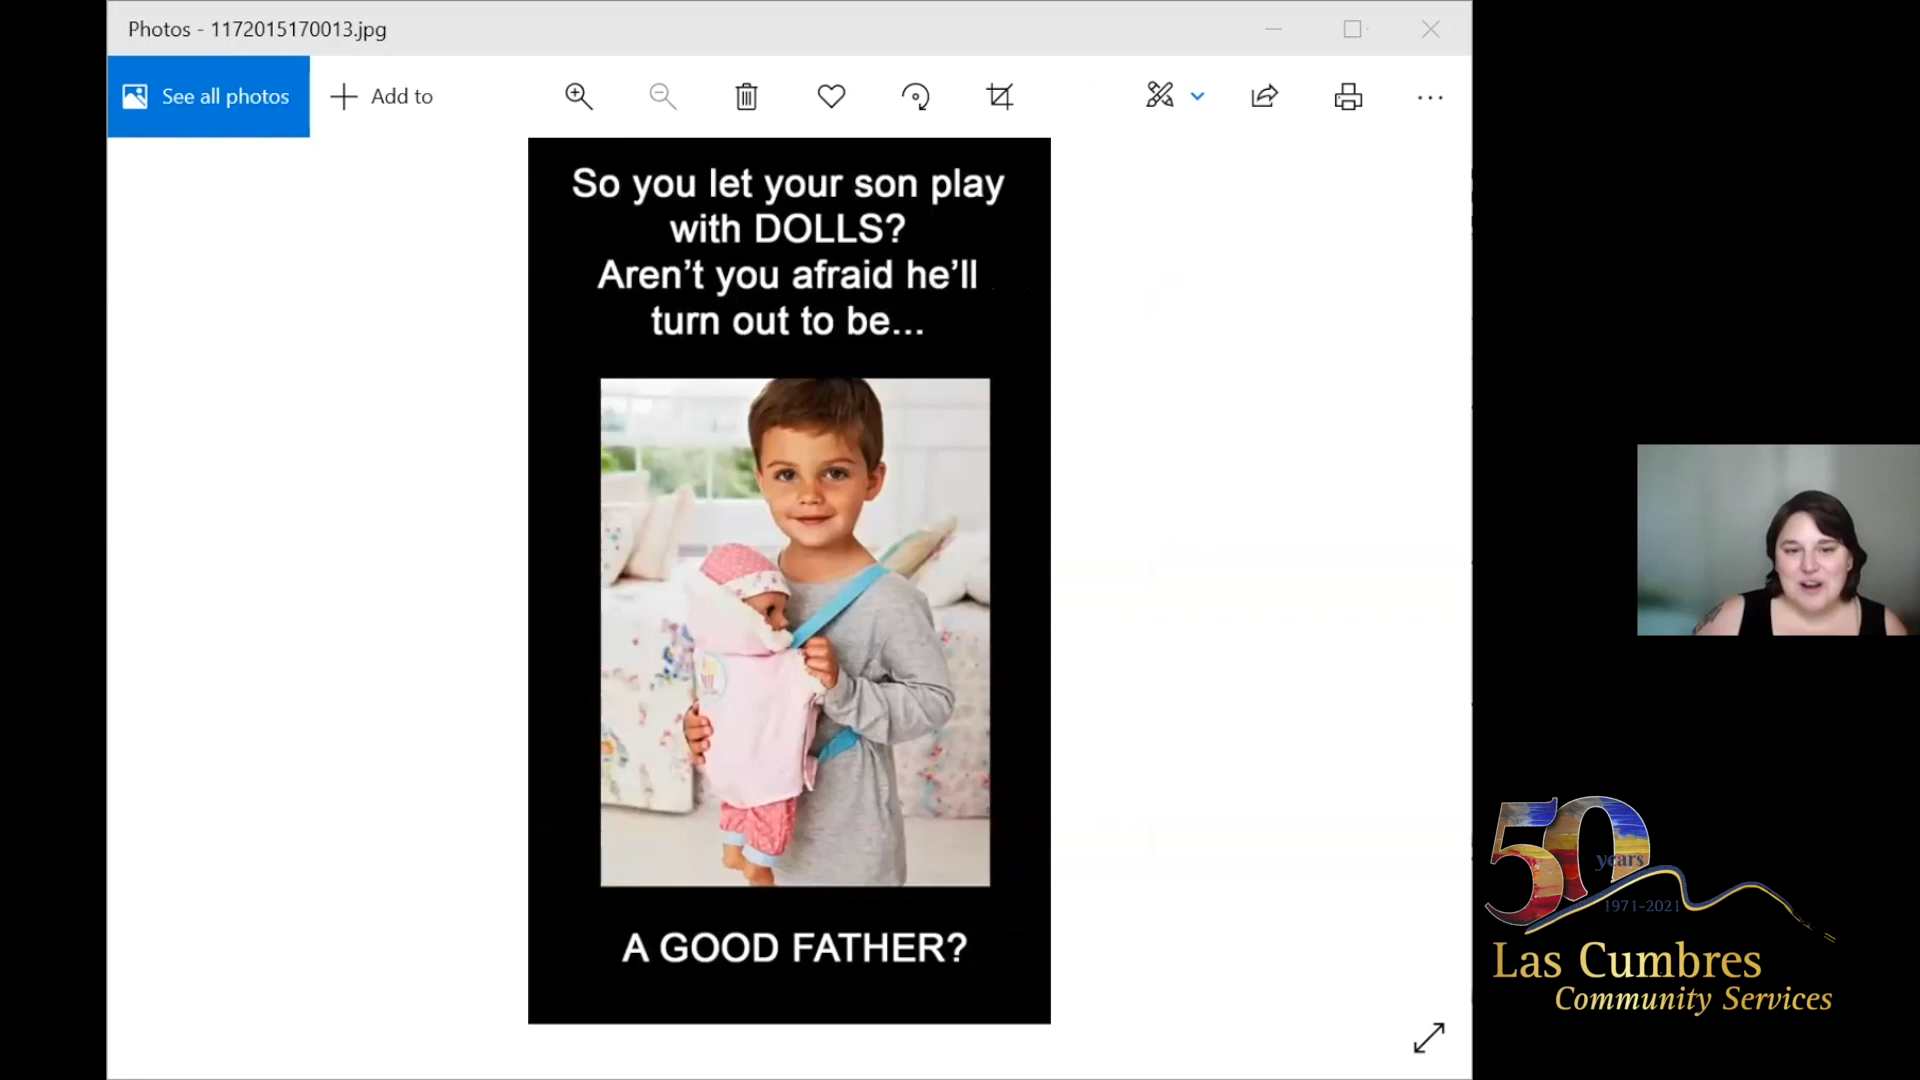 Photos - 1172015170013.jpg
See all photos
Add to
So you let your son play
with DOLLS?
Aren't you afraid he'll
turn out to be...
A GOOD FATHER?
50
years
1971-2021
Las Cumbres
Community Services